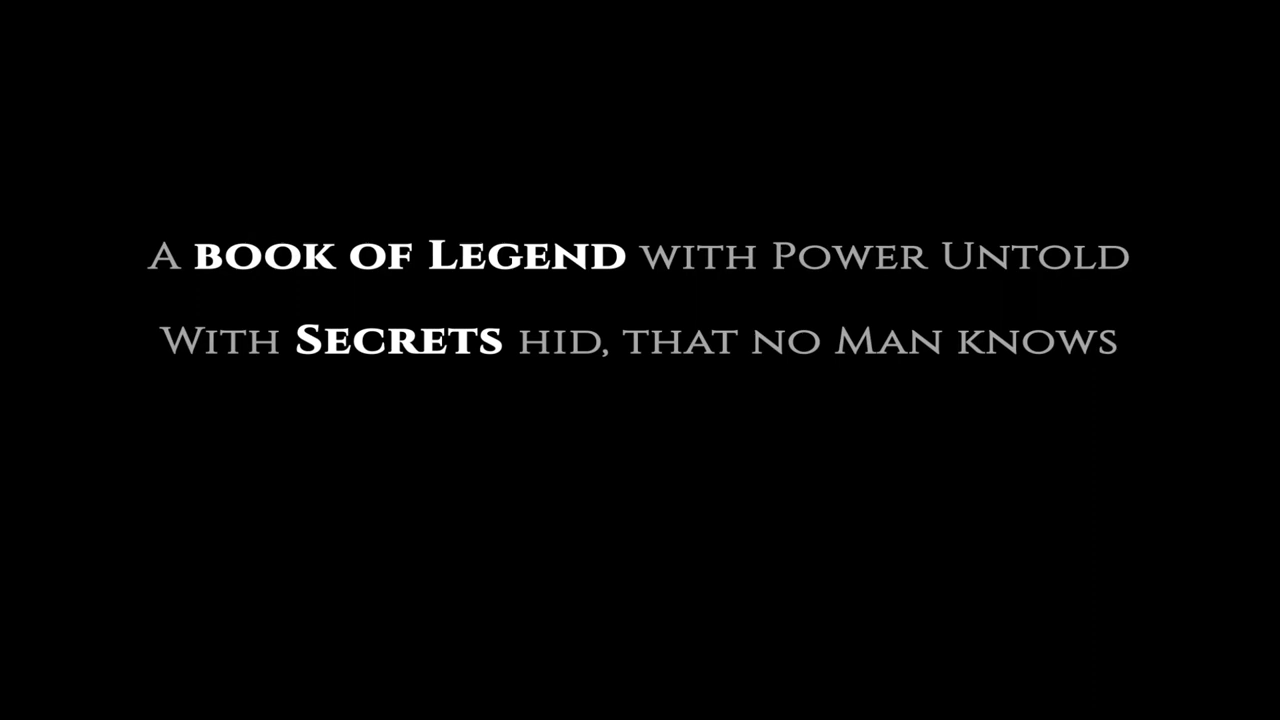 A BOOK OF LEGEND WITH POWER UNTOLD
WITH SECRETS HID, THAT NO MAN KNOWS